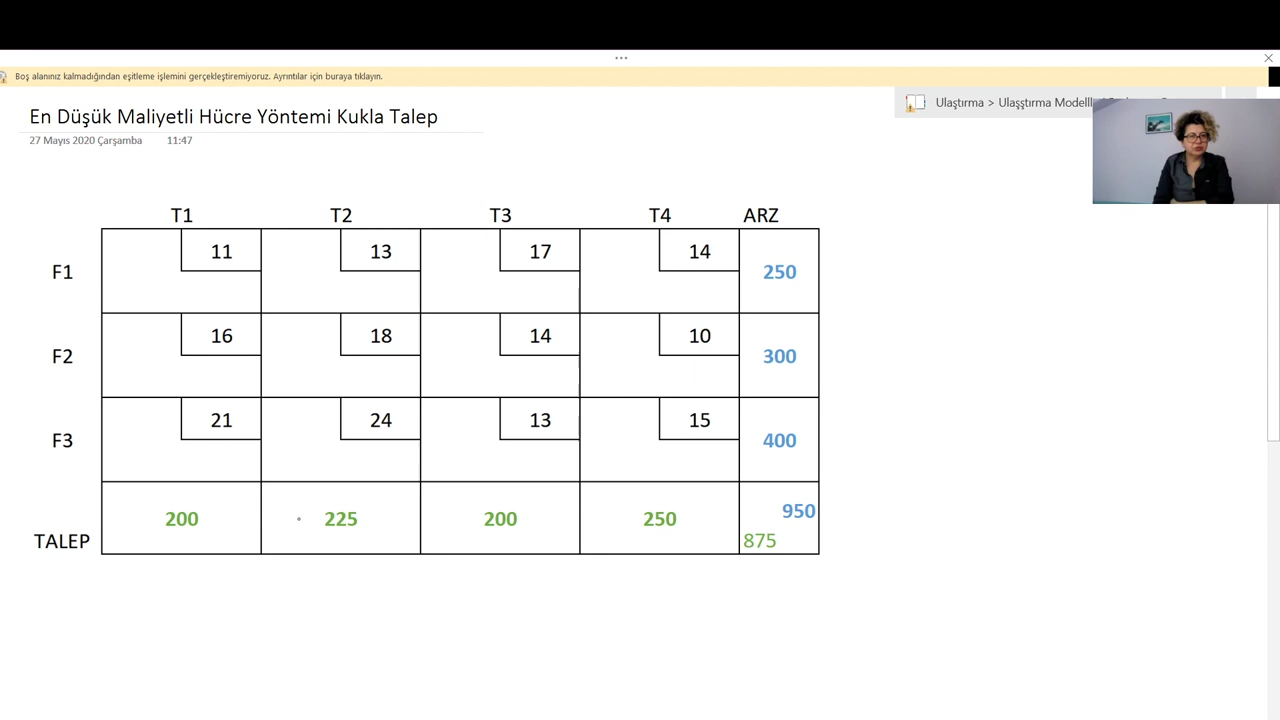 Boş alanınız kalmadığından eşitleme işlemini gerçekleştiremiyoruz. Ayrıntılar için buraya tıklayın.
En Düşük Maliyetli Hücre Yöntemi Kukla Talep
27 Mayıs 2020 Çarşamba 11:47
Ulaştırma > Ulaşştırma Modelll
T1 T2 T3 T4 ARZ
F1 11 13 17 14 250
F2 16 18 14 10 300
F3 21 24 13 15 400
TALEP 200 225 200 250 950
875